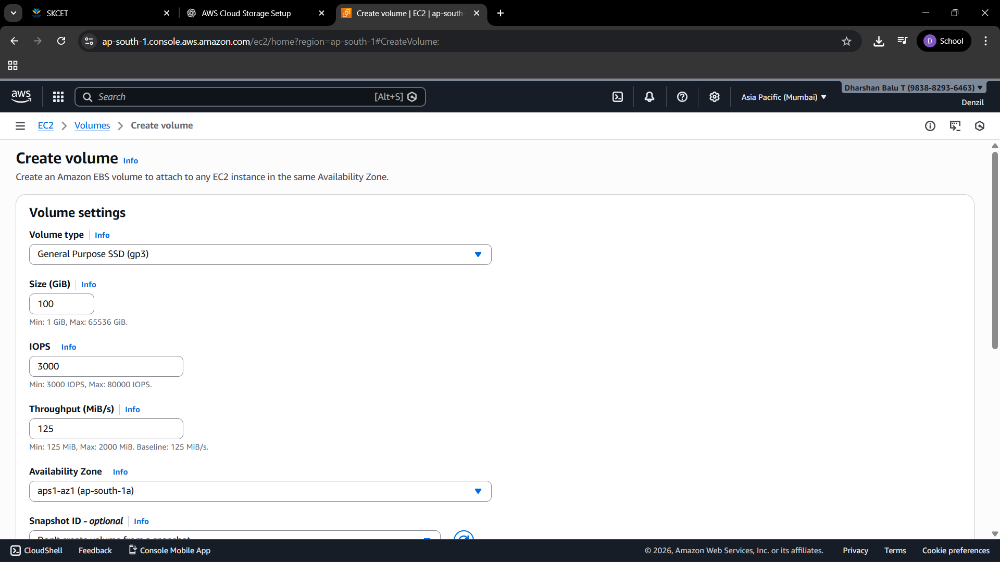 SKCET
AWS Cloud Storage Setup
Create volume | EC2 | ap-south-
ap-south-1.console.aws.amazon.com/ec2/home?region=ap-south-1#CreateVolume:
D School
aws
Search [Alt+S]
Asia Pacific (Mumbai)
Dharshan Balu T (9838-8293-6463)
Denzil
EC2 Volumes Create volume
Create volume Info
Create an Amazon EBS volume to attach to any EC2 instance in the same Availability Zone.
Volume settings
Volume type Info
General Purpose SSD (gp3)
Size (GiB) Info
100
Min: 1 GiB, Max: 65536 GiB.
IOPS Info
3000
Min: 3000 IOPS, Max: 80000 IOPS.
Throughput (MiB/s) Info
125
Min: 125 MiB, Max: 2000 MiB. Baseline: 125 MiB/s.
Availability Zone Info
aps1-az1 (ap-south-1a)
Snapshot ID - optional Info
Don't create volume from a snapshot
CloudShell Feedback Console Mobile App
© 2026, Amazon Web Services, Inc. or its affiliates. Privacy Terms Cookie preferences